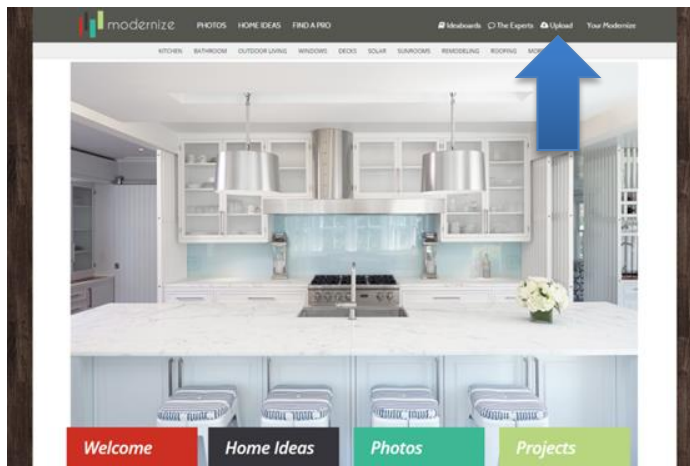 modernize PHOTOS HOME IDEAS FIND A PRO Ideaboards The Experts Upload Your Modernize
KITCHEN BATHROOM OUTDOOR LIVING WINDOWS DECKS SOLAR SUNROOMS REMODELING ROOFING
Welcome Home Ideas Photos Projects